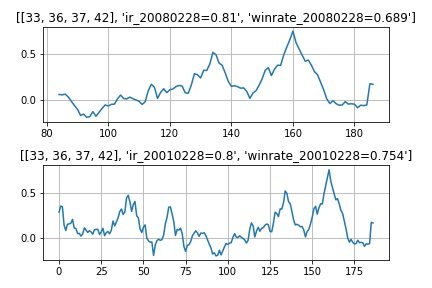 [[33, 36, 37, 42], 'ir_20080228=0.81', 'winrate_20080228=0.689']
0.5
0.0
80 100 120 140 160 180
[[33, 36, 37, 42], 'ir_20010228=0.8', 'winrate_20010228=0.754']
0.5
0.0
0 25 50 75 100 125 150 175